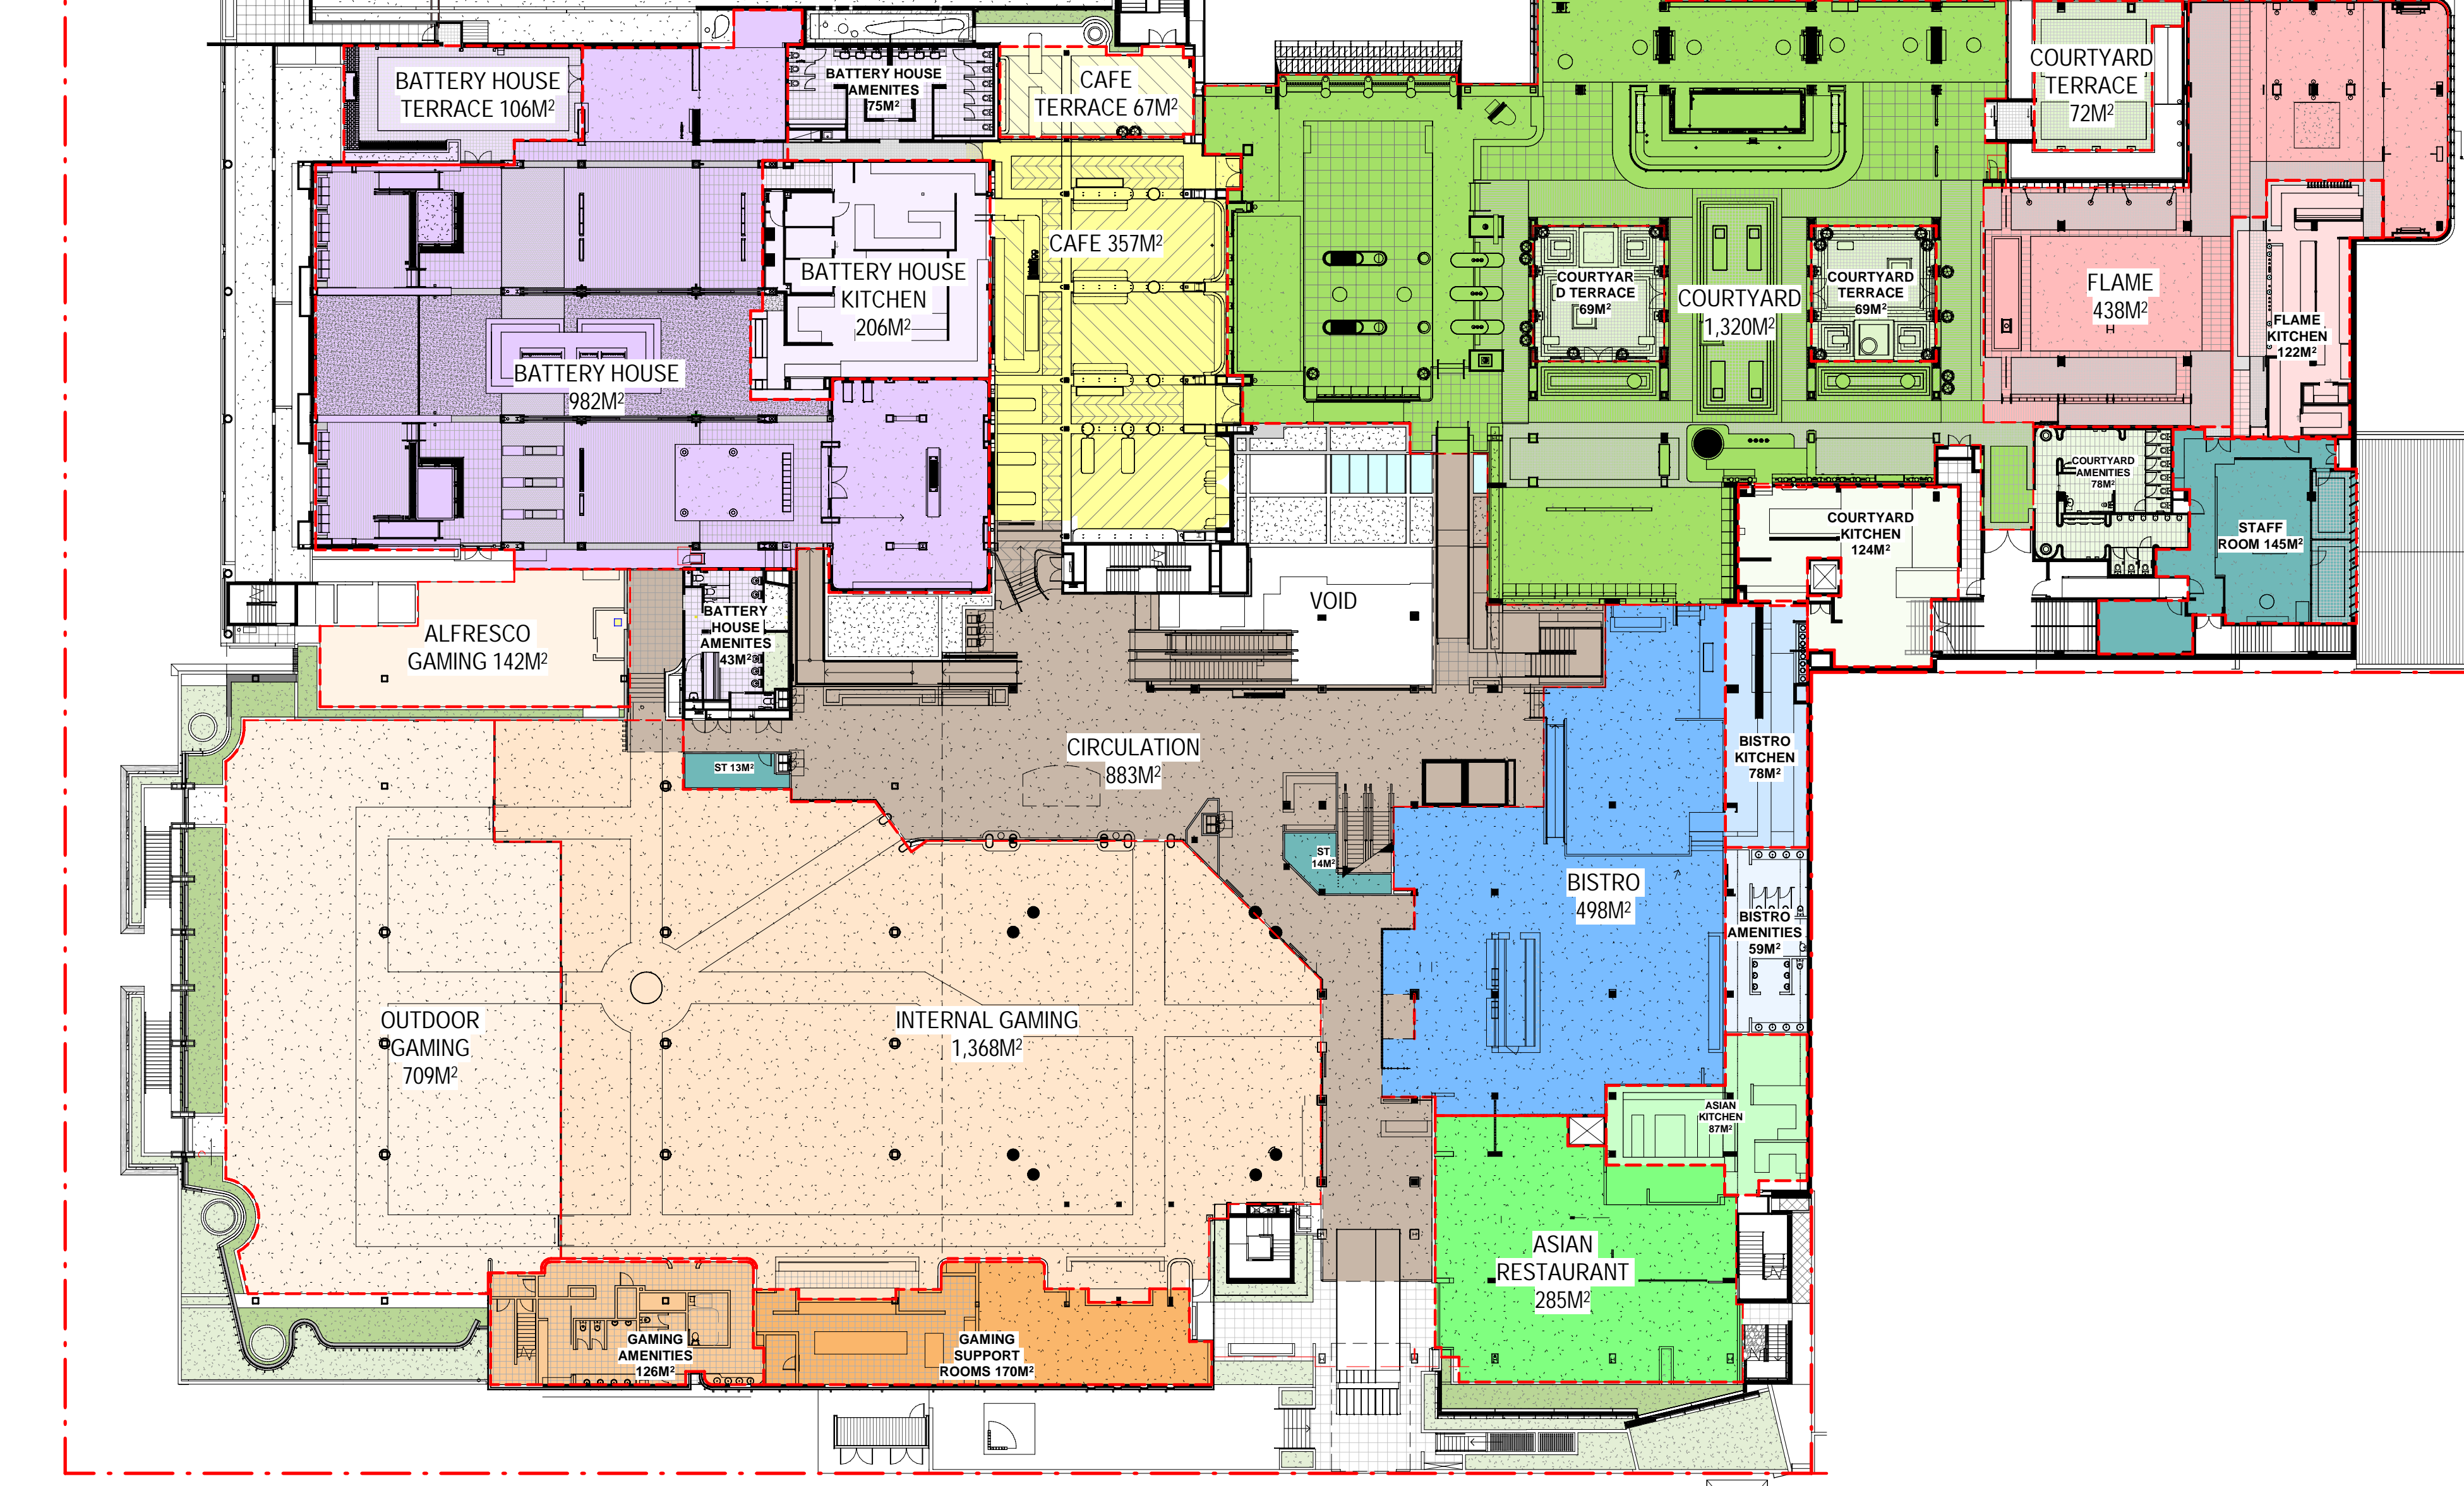 BATTERY HOUSE
TERRACE 106M²
BATTERY HOUSE
AMENITES
75M²
CAFE
TERRACE 67M²
COURTYARD
TERRACE
72M²
CAFE 357M²
BATTERY HOUSE
KITCHEN
206M²
COURTYAR
D TERRACE
69M²
COURTYARD
1,320M²
COURTYARD
TERRACE
69M²
FLAME
438M²
H
FLAME
KITCHEN
122M²
BATTERY HOUSE
982M²
COURTYARD
AMENITIES
78M²
COURTYARD
KITCHEN
124M²
STAFF
ROOM 145M²
VOID
ALFRESCO
GAMING 142M²
BATTERY
HOUSE
AMENITES
43M²
CIRCULATION
883M²
ST 13M²
BISTRO
KITCHEN
78M²
ST
14M²
BISTRO
498M²
BISTRO
AMENITIES
59M²
OUTDOOR
GAMING
709M²
INTERNAL GAMING
1,368M²
ASIAN
KITCHEN
87M²
ASIAN
RESTAURANT
285M²
GAMING
AMENITIES
126M²
GAMING
SUPPORT
ROOMS 170M²